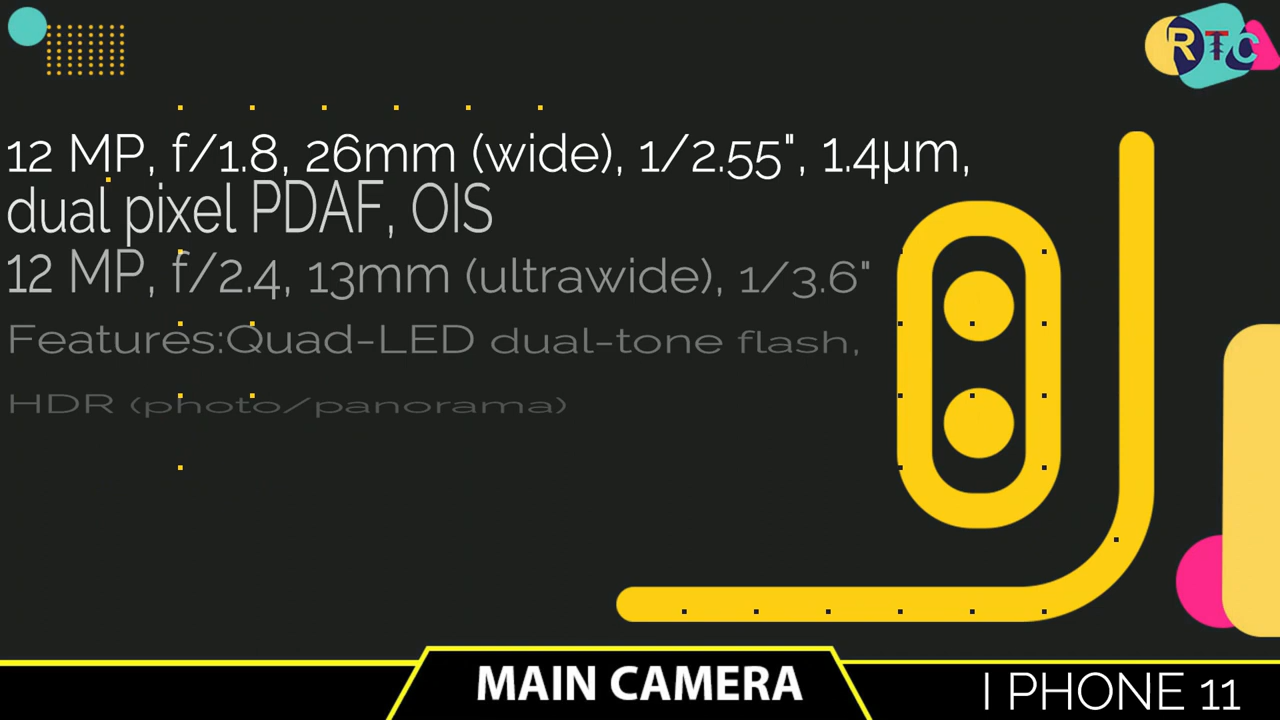 RTC
12 MP, f/1.8, 26mm (wide), 1/2.55", 1.4µm,
dual pixel PDAF, OIS
12 MP, f/2.4, 13mm (ultrawide), 1/3.6"
Features:Quad-LED dual-tone flash,
HDR (photo/panorama)
MAIN CAMERA
I PHONE 11